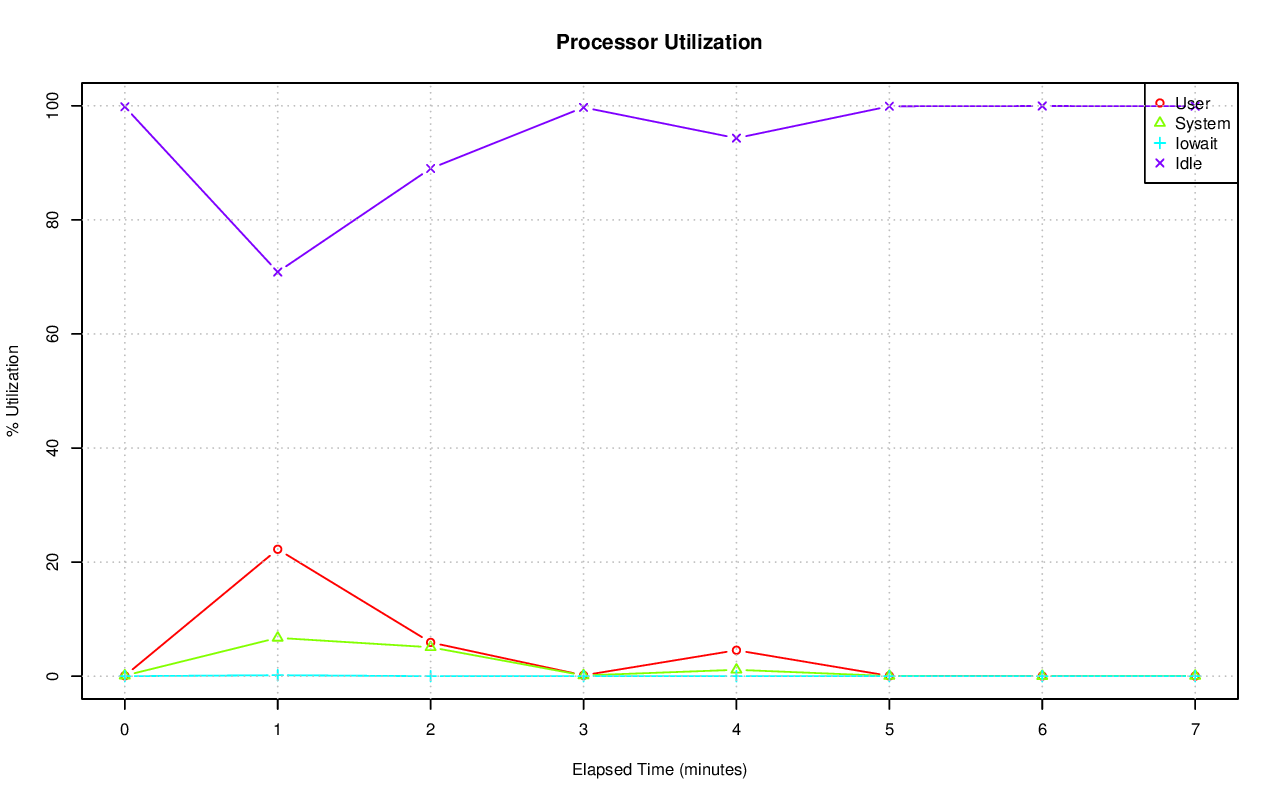 Processor Utilization
% Utilization
100
80
60
40
20
0
User
System
Iowait
Idle
0 1 2 3 4 5 6 7
Elapsed Time (minutes)